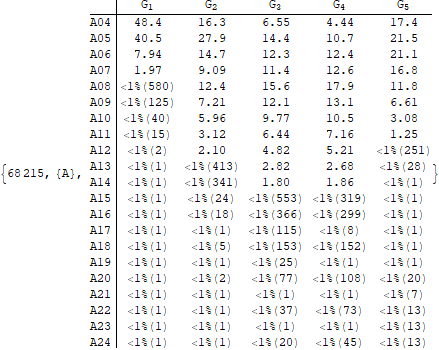 G1 G2 G3 G4 G5
A04 48.4 16.3 6.55 4.44 17.4
A05 40.5 27.9 14.4 10.7 21.5
A06 7.94 14.7 12.3 12.4 21.1
A07 1.97 9.09 11.4 12.6 16.8
A08 <1%(580) 12.4 15.6 17.9 11.8
A09 <1%(125) 7.21 12.1 13.1 6.61
A10 <1%(40) 5.96 9.77 10.5 3.08
A11 <1%(15) 3.12 6.44 7.16 1.25
A12 <1%(2) 2.10 4.82 5.21 <1%(251)
{68215, {A}, A13 <1%(1) <1%(413) 2.82 2.68 <1%(28) }
A14 <1%(1) <1%(341) 1.80 1.86 <1%(1)
A15 <1%(1) <1%(24) <1%(553) <1%(319) <1%(1)
A16 <1%(1) <1%(18) <1%(366) <1%(299) <1%(1)
A17 <1%(1) <1%(1) <1%(115) <1%(8) <1%(1)
A18 <1%(1) <1%(5) <1%(153) <1%(152) <1%(1)
A19 <1%(1) <1%(1) <1%(25) <1%(1) <1%(1)
A20 <1%(1) <1%(2) <1%(77) <1%(108) <1%(20)
A21 <1%(1) <1%(1) <1%(1) <1%(1) <1%(7)
A22 <1%(1) <1%(1) <1%(37) <1%(73) <1%(13)
A23 <1%(1) <1%(1) <1%(1) <1%(1) <1%(13)
A24 <1%(1) <1%(1) <1%(20) <1%(45) <1%(13)